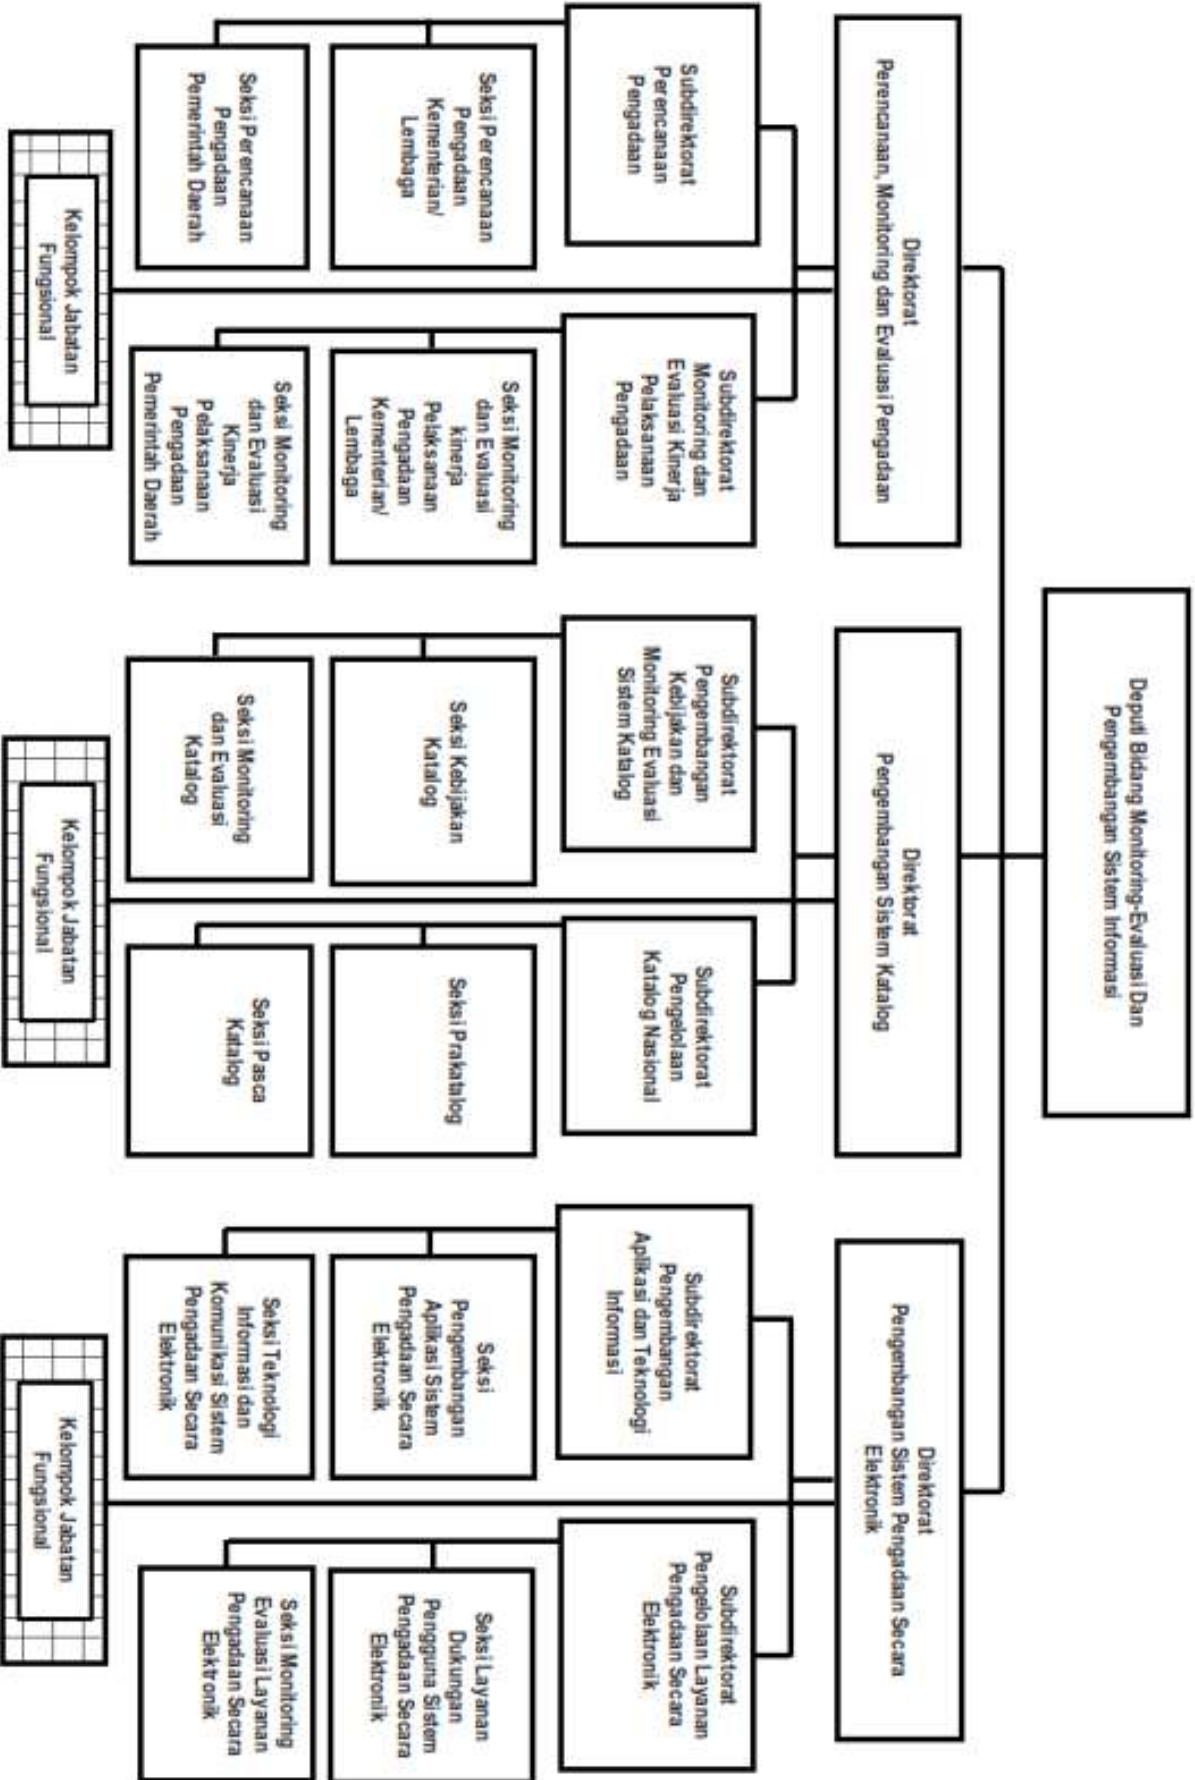 Deputi Bidang Monitoring-Evaluasi Dan
Pengembangan Sistem Informasi
Direktorat
Perencanaan, Monitoring dan Evaluasi Pengadaan
Direktorat
Pengembangan Sistem Katalog
Direktorat
Pengembangan Sistem Pengadaan Secara
Elektronik
Subdirektorat
Perencanaan
Pengadaan
Subdirektorat
Monitoring dan
Evaluasi Kinerja
Pelaksanaan
Pengadaan
Subdirektorat
Pengembangan
Kebijakan dan
Monitoring Evaluasi
Sistem Katalog
Subdirektorat
Pengelolaan
Katalog Nasional
Subdirektorat
Pengembangan
Aplikasi dan Teknologi
Informasi
Subdirektorat
Pengelolaan Layanan
Pengadaan Secara
Elektronik
Seksi Perencanaan
Pengadaan
Kementerian/
Lembaga
Seksi Monitoring
dan Evaluasi
kinerja
Pelaksanaan
Pengadaan
Kementerian/
Lembaga
Seksi Kebijakan
Katalog
Seksi Prakatalog
Seksi
Pengembangan
Aplikasi Sistem
Pengadaan Secara
Elektronik
Seksi Layanan
Dukungan
Pengguna Sistem
Pengadaan Secara
Elektronik
Seksi Perencanaan
Pengadaan
Pemerintah Daerah
Seksi Monitoring
dan Evaluasi
Kinerja
Pelaksanaan
Pengadaan
Pemerintah Daerah
Seksi Monitoring
dan Evaluasi
Katalog
Seksi Pasca
Katalog
Seksi Teknologi
Informasi dan
Komunikasi Sistem
Pengadaan Secara
Elektronik
Seksi Monitoring
Evaluasi Layanan
Pengadaan Secara
Elektronik
Kelompok Jabatan
Fungsional
Kelompok Jabatan
Fungsional
Kelompok Jabatan
Fungsional